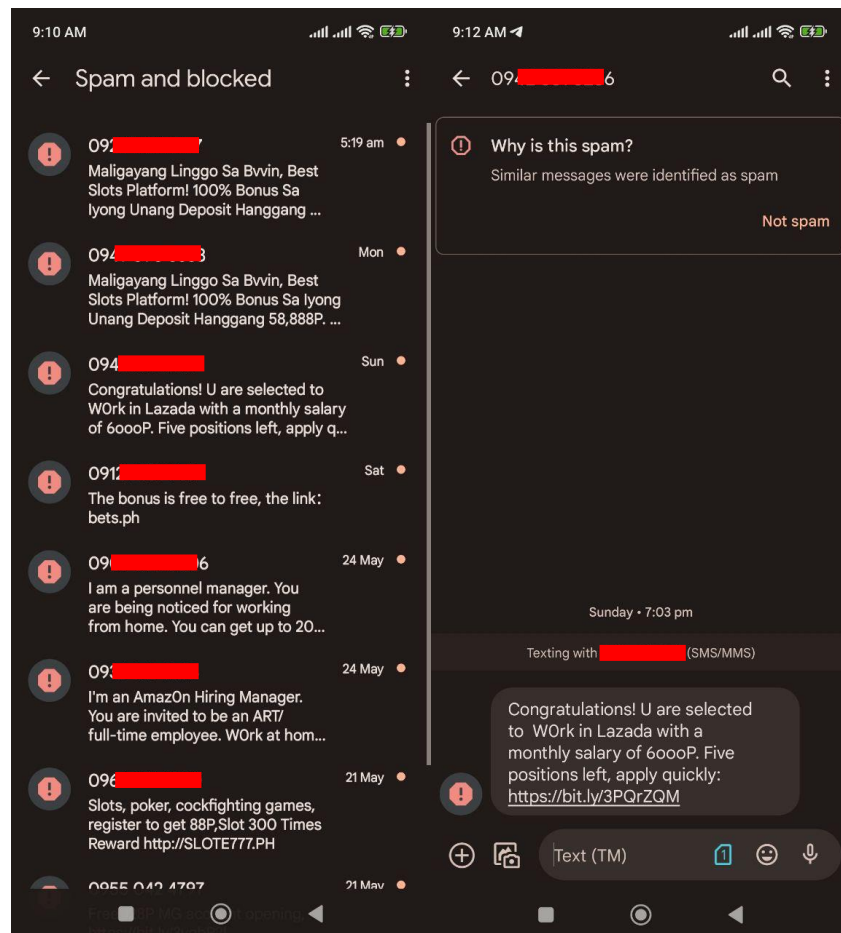 9:10 AM
Spam and blocked
092
7
5:19 am
Maligayang Linggo Sa Bvvin, Best
Slots Platform! 100% Bonus Sa
Iyong Unang Deposit Hanggang ...
094
3
Mon
Maligayang Linggo Sa Bvvin, Best
Slots Platform! 100% Bonus Sa Iyong
Unang Deposit Hanggang 58,888P. ...
094
Sun
Congratulations! U are selected to
W0rk in Lazada with a monthly salary
of 6oooP. Five positions left, apply q...
0912
Sat
The bonus is free to free, the link:
bets.ph
09
6
24 May
I am a personnel manager. You
are being noticed for working
from home. You can get up to 20...
093
24 May
I'm an Amaz0n Hiring Manager.
You are invited to be an ART/
full-time employee. W0rk at hom...
096
21 May
Slots, poker, cockfighting games,
register to get 88P,Slot 300 Times
Reward http://SLOTE777.PH
0955 042 4797
21 May
9:12 AM
094
6
Why is this spam?
Similar messages were identified as spam
Not spam
Sunday • 7:03 pm
Texting with
(SMS/MMS)
Congratulations! U are selected
to W0rk in Lazada with a
monthly salary of 6oooP. Five
positions left, apply quickly:
https://bit.ly/3PQrZQM
Text (TM)
1